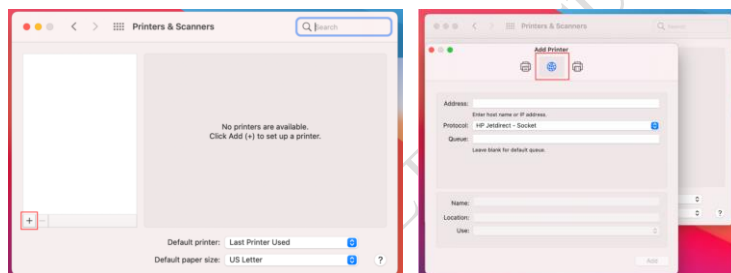 Printers & Scanners
Search
No printers are available.
Click Add (+) to set up a printer.
+ −
Default printer: Last Printer Used
Default paper size: US Letter
?
Printers & Scanners
Search
Add Printer
Address:
Enter host name or IP address.
Protocol: HP Jetdirect - Socket
Queue:
Leave blank for default queue.
Name:
Location:
Use:
Add
?